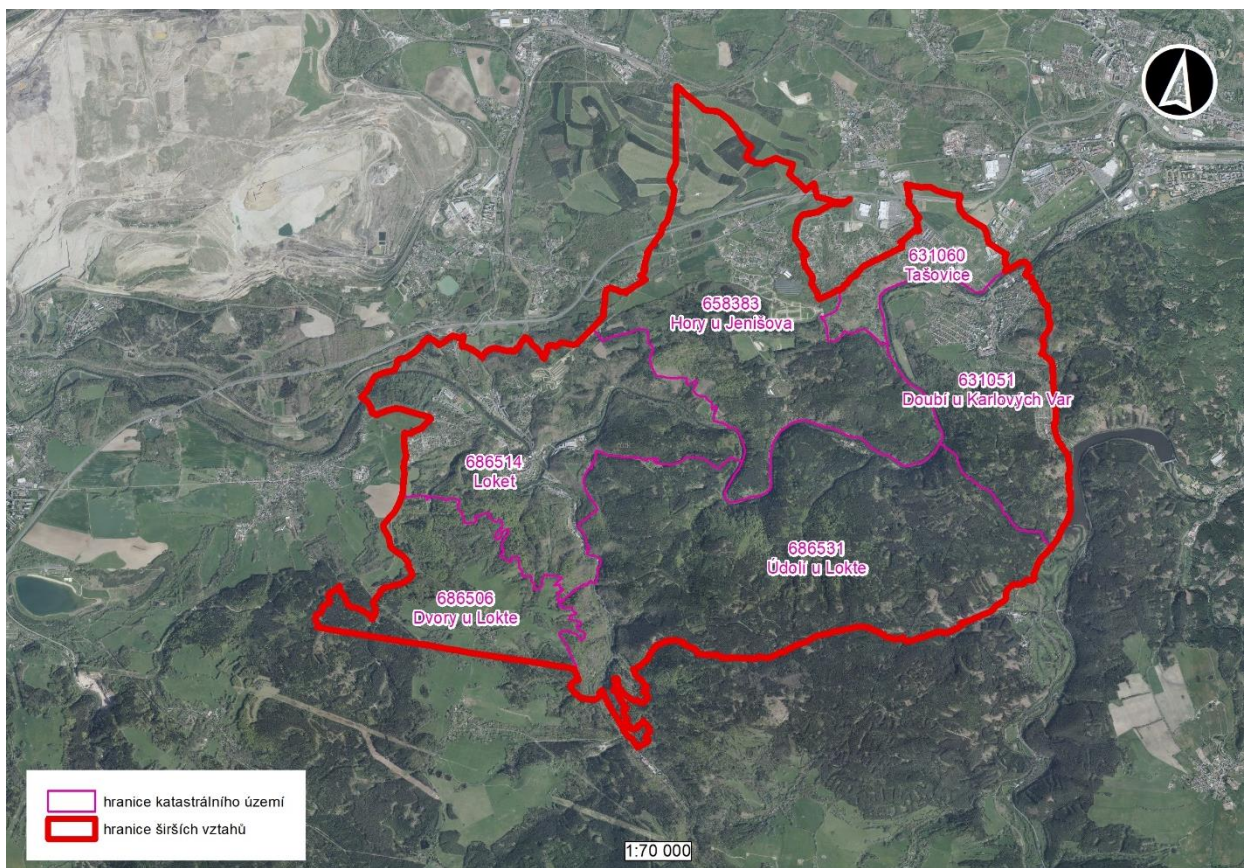 631060
Tašovice
658383
Hory u Jenišova
631051
Doubí u Karlových Var
686514
Loket
686531
Údolí u Lokte
686506
Dvory u Lokte
hranice katastrálního území
hranice širších vztahů
1:70 000